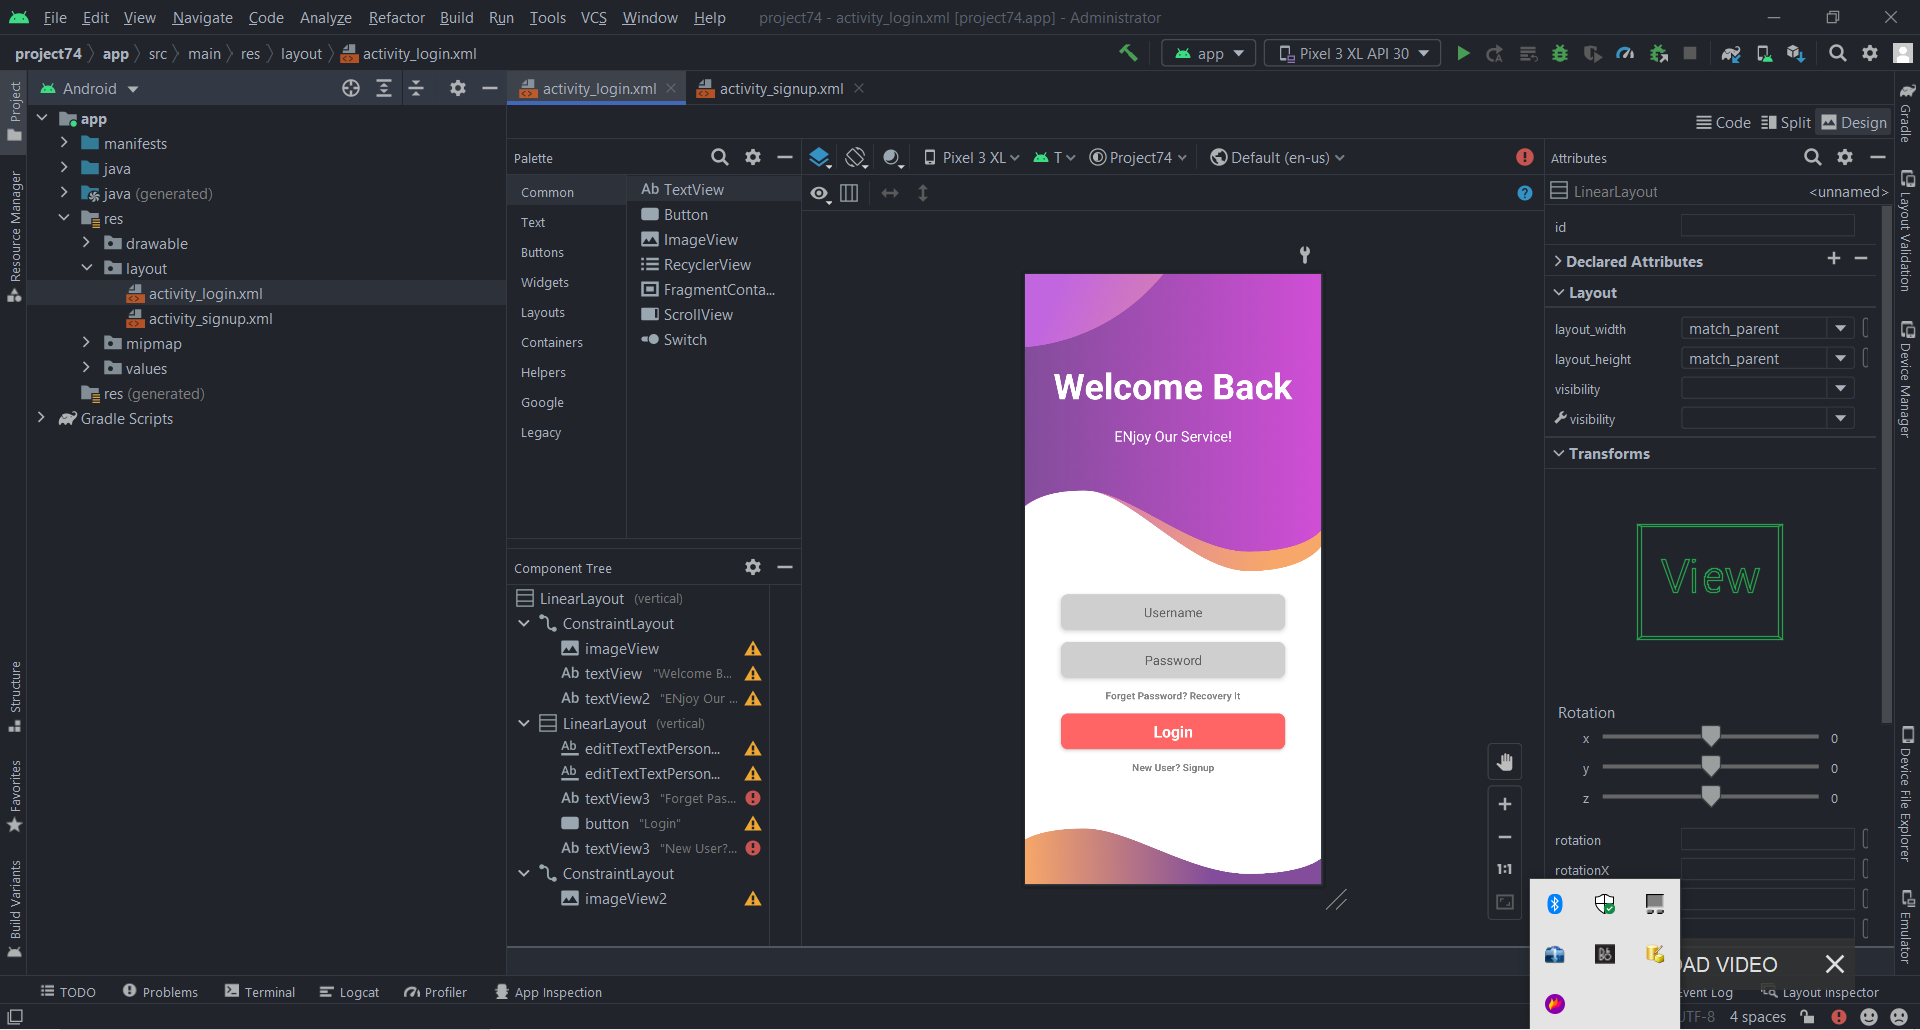 File Edit View Navigate Code Analyze Refactor Build Run Tools VCS Window Help project74 - activity_login.xml [project74.app] - Administrator
project74 app src main res layout activity_login.xml app Pixel 3 XL API 30
Android
activity_login.xml
activity_signup.xml
Code
Split
Design
Project
Resource Manager
Structure
Favorites
Build Variants
app
manifests
java
java (generated)
res
drawable
layout
activity_login.xml
activity_signup.xml
mipmap
values
res (generated)
Gradle Scripts
Palette
Common
Text
Buttons
Widgets
Layouts
Containers
Helpers
Google
Legacy
Ab TextView
Button
ImageView
RecyclerView
FragmentConta...
ScrollView
Switch
Component Tree
LinearLayout (vertical)
ConstraintLayout
imageView
Ab textView "Welcome B...
Ab textView2 "ENjoy Our ...
LinearLayout (vertical)
Ab editTextTextPerson...
Ab editTextTextPerson...
Ab textView3 "Forget Pas...
button "Login"
Ab textView3 "New User?...
ConstraintLayout
imageView2
Pixel 3 XL T Project74 Default (en-us)
Welcome Back
ENjoy Our Service!
Username
Password
Forget Password? Recovery It
Login
New User? Signup
1:1
Attributes
LinearLayout <unnamed>
id
Declared Attributes
Layout
layout_width match_parent
layout_height match_parent
visibility
visibility
Transforms
View
Rotation
x 0
y 0
z 0
rotation
rotationX
Gradle
Layout Validation
Device Manager
Device File Explorer
Emulator
OAD VIDEO
TODO Problems Terminal Logcat Profiler App Inspection Event Log Layout Inspector
UTF-8 4 spaces